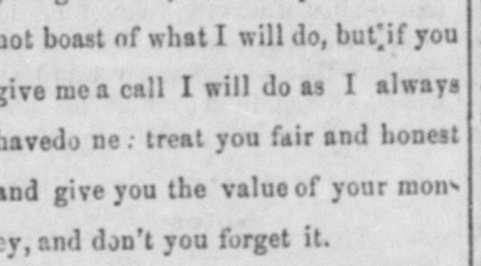 not boast of what I will do, but if you
give me a call I will do as I always
havedo ne : treat you fair and honest
and give you the value of your mon-
ey, and don't you forget it.